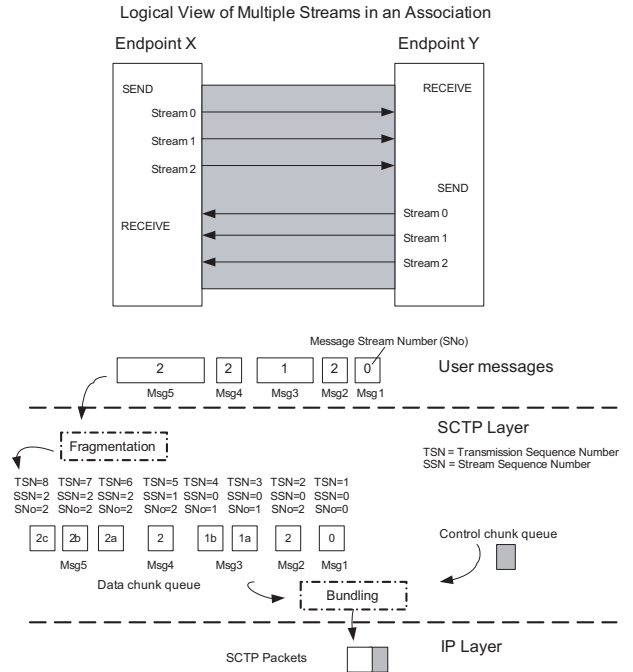 Logical View of Multiple Streams in an Association
Endpoint X
Endpoint Y
SEND
RECEIVE
Stream 0
Stream 1
Stream 2
SEND
RECEIVE
Stream 0
Stream 1
Stream 2
Message Stream Number (SNo)
2 2 1 2 0
User messages
Msg5 Msg4 Msg3 Msg2 Msg1
SCTP Layer
Fragmentation
TSN = Transmission Sequence Number
SSN = Stream Sequence Number
TSN=8 TSN=7 TSN=6 TSN=5 TSN=4 TSN=3 TSN=2 TSN=1
SSN=2 SSN=2 SSN=2 SSN=1 SSN=0 SSN=0 SSN=0 SSN=0
SNo=2 SNo=2 SNo=2 SNo=2 SNo=1 SNo=1 SNo=2 SNo=0
Control chunk queue
2c 2b 2a 2 1b 1a 2 0
Msg5 Msg4 Msg3 Msg2 Msg1
Data chunk queue
Bundling
IP Layer
SCTP Packets